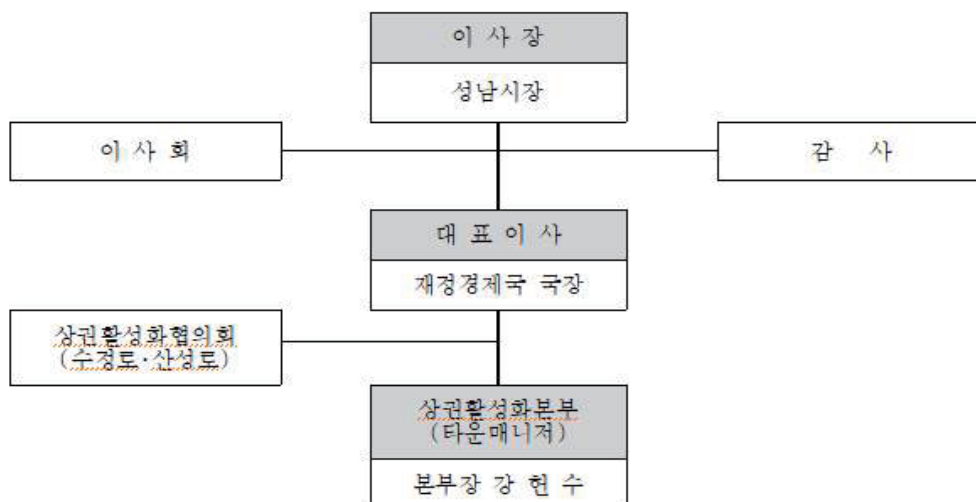 이 사 장
성남시장
이 사 회
감 사
대 표 이 사
재정경제국 국장
상권활성화협의회
(수정로·산성로)
상권활성화본부
(타운매니저)
본부장 강 헌 수